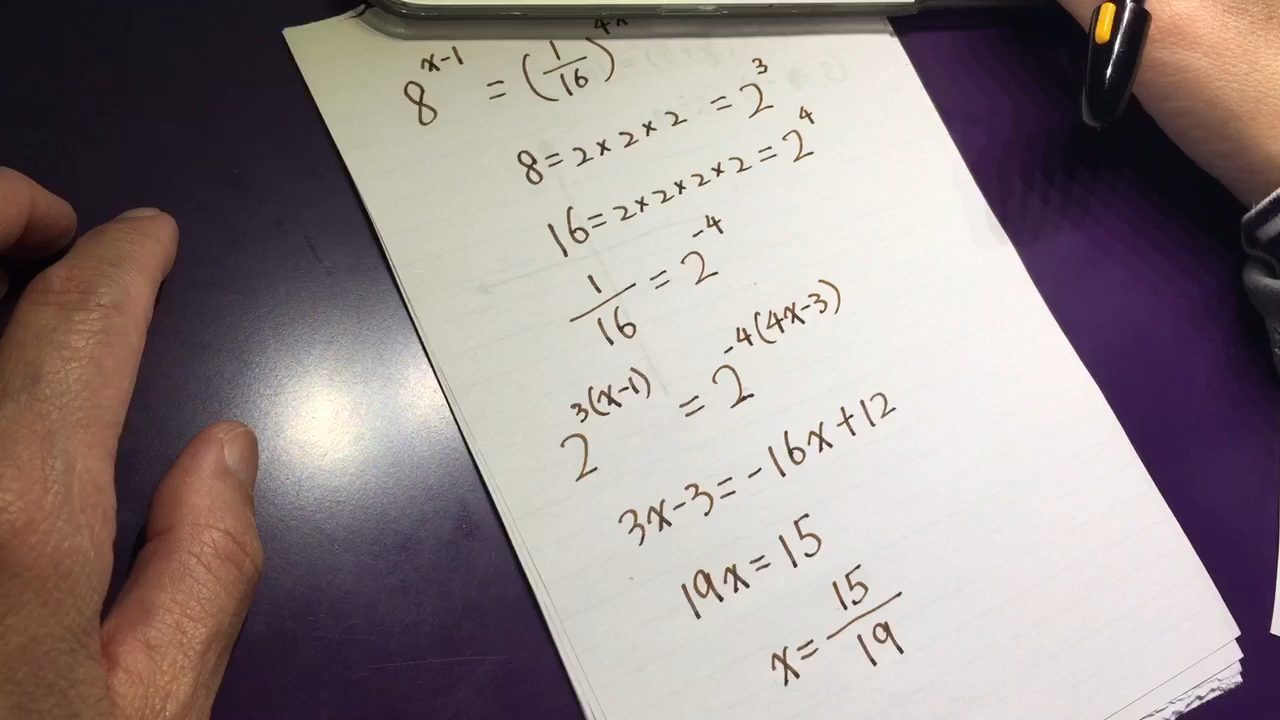 8^{x-1} = (1/16)^{4x
8 = 2 × 2 × 2 = 2^3
16 = 2 × 2 × 2 × 2 = 2^4
1/16 = 2^{-4}
2^{3(x-1)} = 2^{-4(4x-3)}
3x-3 = -16x+12
19x = 15
x = 15/19